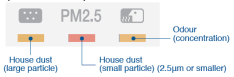 PM2.5
Odour
(concentration)
House dust
(large particle)
House dust
(small particle) (2.5μm or smaller)